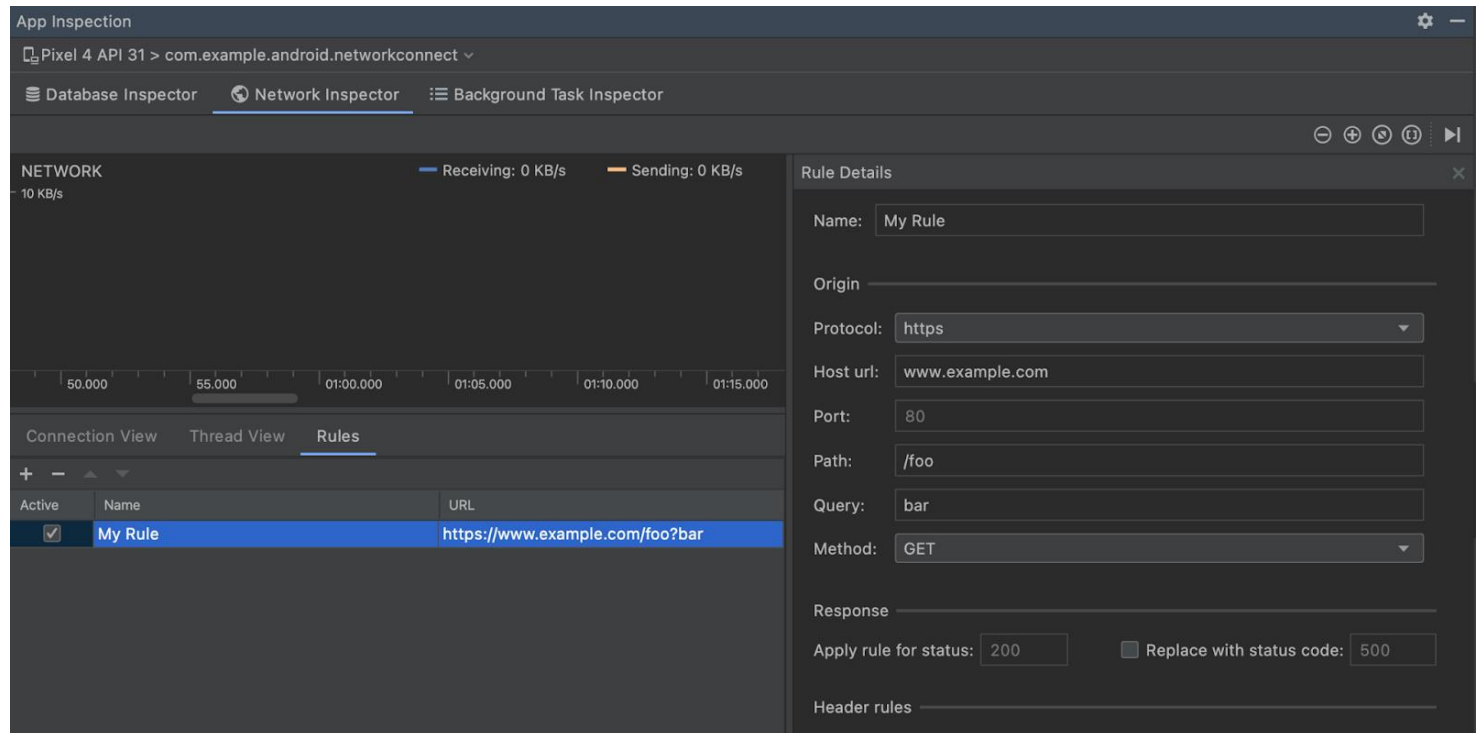 App Inspection
Pixel 4 API 31 > com.example.android.networkconnect
Database Inspector Network Inspector Background Task Inspector
NETWORK Receiving: 0 KB/s Sending: 0 KB/s
10 KB/s
50.000 55.000 01:00.000 01:05.000 01:10.000 01:15.000
Connection View Thread View Rules
Active Name URL
My Rule https://www.example.com/foo?bar
Rule Details
Name: My Rule
Origin
Protocol: https
Host url: www.example.com
Port: 80
Path: /foo
Query: bar
Method: GET
Response
Apply rule for status: 200 Replace with status code: 500
Header rules